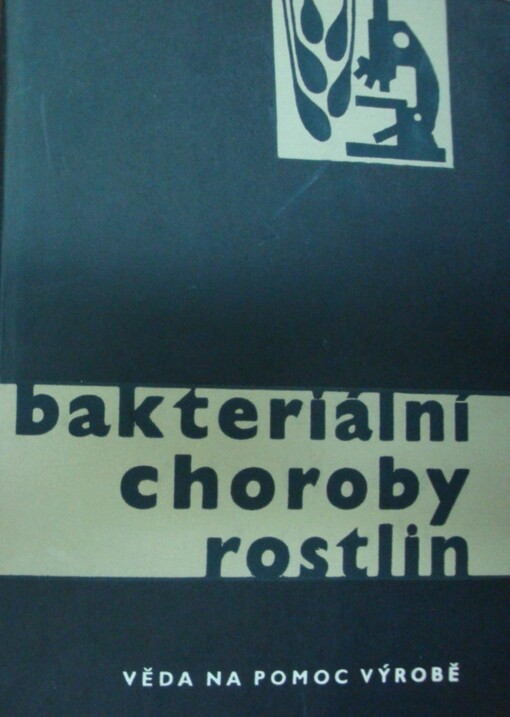 bakteriální
choroby
rostlin
VĚDA NA POMOC VÝROBĚ